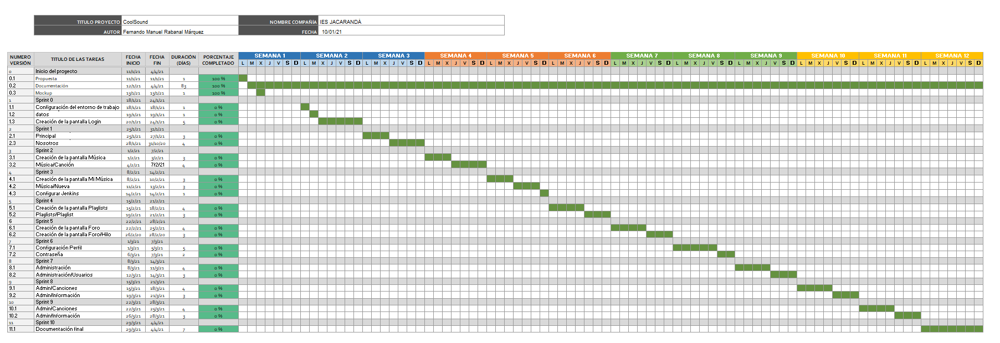 TITULO PROYECTO CoolSound NOMBRE COMPAÑÍA IES JACARANDÁ
AUTOR Fernando Manuel Rabanal Márquez FECHA 10/01/21
NUMERO VERSIÓN TITULO DE LAS TAREAS FECHA INICIO FECHA FIN DURACIÓN (DÍAS) PORCENTAJE COMPLETADO SEMANA 1 SEMANA 2 SEMANA 3 SEMANA 4 SEMANA 5 SEMANA 6 SEMANA 7 SEMANA 8 SEMANA 9 SEMANA 10 SEMANA 11 SEMANA 12
L M X J V S D L M X J V S D L M X J V S D L M X J V S D L M X J V S D L M X J V S D L M X J V S D L M X J V S D L M X J V S D L M X J V S D L M X J V S D L M X J V S D
0 Inicio del proyecto 11/1/21 4/4/21
0.1 Propuesta 11/1/21 11/1/21 1 100 %
0.2 Documentación 12/1/21 4/4/21 83 100 %
0.3 Mockup 13/1/21 13/1/21 1 100 %
1 Sprint 0 18/1/21 24/1/21
1.1 Configuración del entorno de trabajo 18/1/21 18/1/21 1 0 %
1.2 datos 19/1/21 19/1/21 1 0 %
1.3 Creación de la pantalla Login 20/1/21 24/1/21 5 0 %
2 Sprint 1 25/1/21 31/1/21
2.1 Principal 25/1/21 27/1/21 3 0 %
2.3 Nosotros 28/1/21 31/10/20 4 0 %
3 Sprint 2 1/2/21 7/2/21
3.1 Creación de la pantalla Música 1/2/21 3/2/21 3 0 %
3.2 Música/Canción 4/2/21 7/2/21 4 0 %
4 Sprint 3 8/2/21 14/2/21
4.1 Creación de la pantalla Mi Música 8/2/21 10/2/21 3 0 %
4.2 Música/Nueva 11/2/21 13/2/21 3 0 %
4.3 Configurar Jenkins 14/2/21 14/2/21 1 0 %
5 Sprint 4 15/2/21 21/2/21
5.1 Creación de la pantalla Playlists 15/2/21 18/2/21 4 0 %
5.2 Playlists/Playlist 19/2/21 21/2/21 3 0 %
6 Sprint 5 22/2/21 28/2/21
6.1 Creación de la pantalla Foro 22/2/21 25/2/21 4 0 %
6.2 Creación de la pantalla Foro/Hilo 26/2/20 28/2/20 3 0 %
7 Sprint 6 1/3/21 7/3/21
7.1 Configuración Perfil 1/3/21 5/3/21 5 0 %
7.2 Contraseña 6/3/21 7/3/21 2 0 %
8 Sprint 7 8/3/21 14/3/21
8.1 Administración 8/3/21 11/3/21 4 0 %
8.2 Administración/Usuarios 12/3/21 14/3/21 3 0 %
9 Sprint 8 15/3/21 21/3/21
9.1 Admin/Canciones 15/3/21 18/3/21 4 0 %
9.2 Admin/Información 19/3/21 21/3/21 3 0 %
10 Sprint 9 22/3/21 28/3/21
10.1 Admin/Canciones 22/3/21 25/3/21 4 0 %
10.2 Admin/Información 26/3/21 28/3/21 3 0 %
11 Sprint 10 29/3/21 4/4/21
11.1 Documentación final 29/3/21 4/4/21 7 0 %